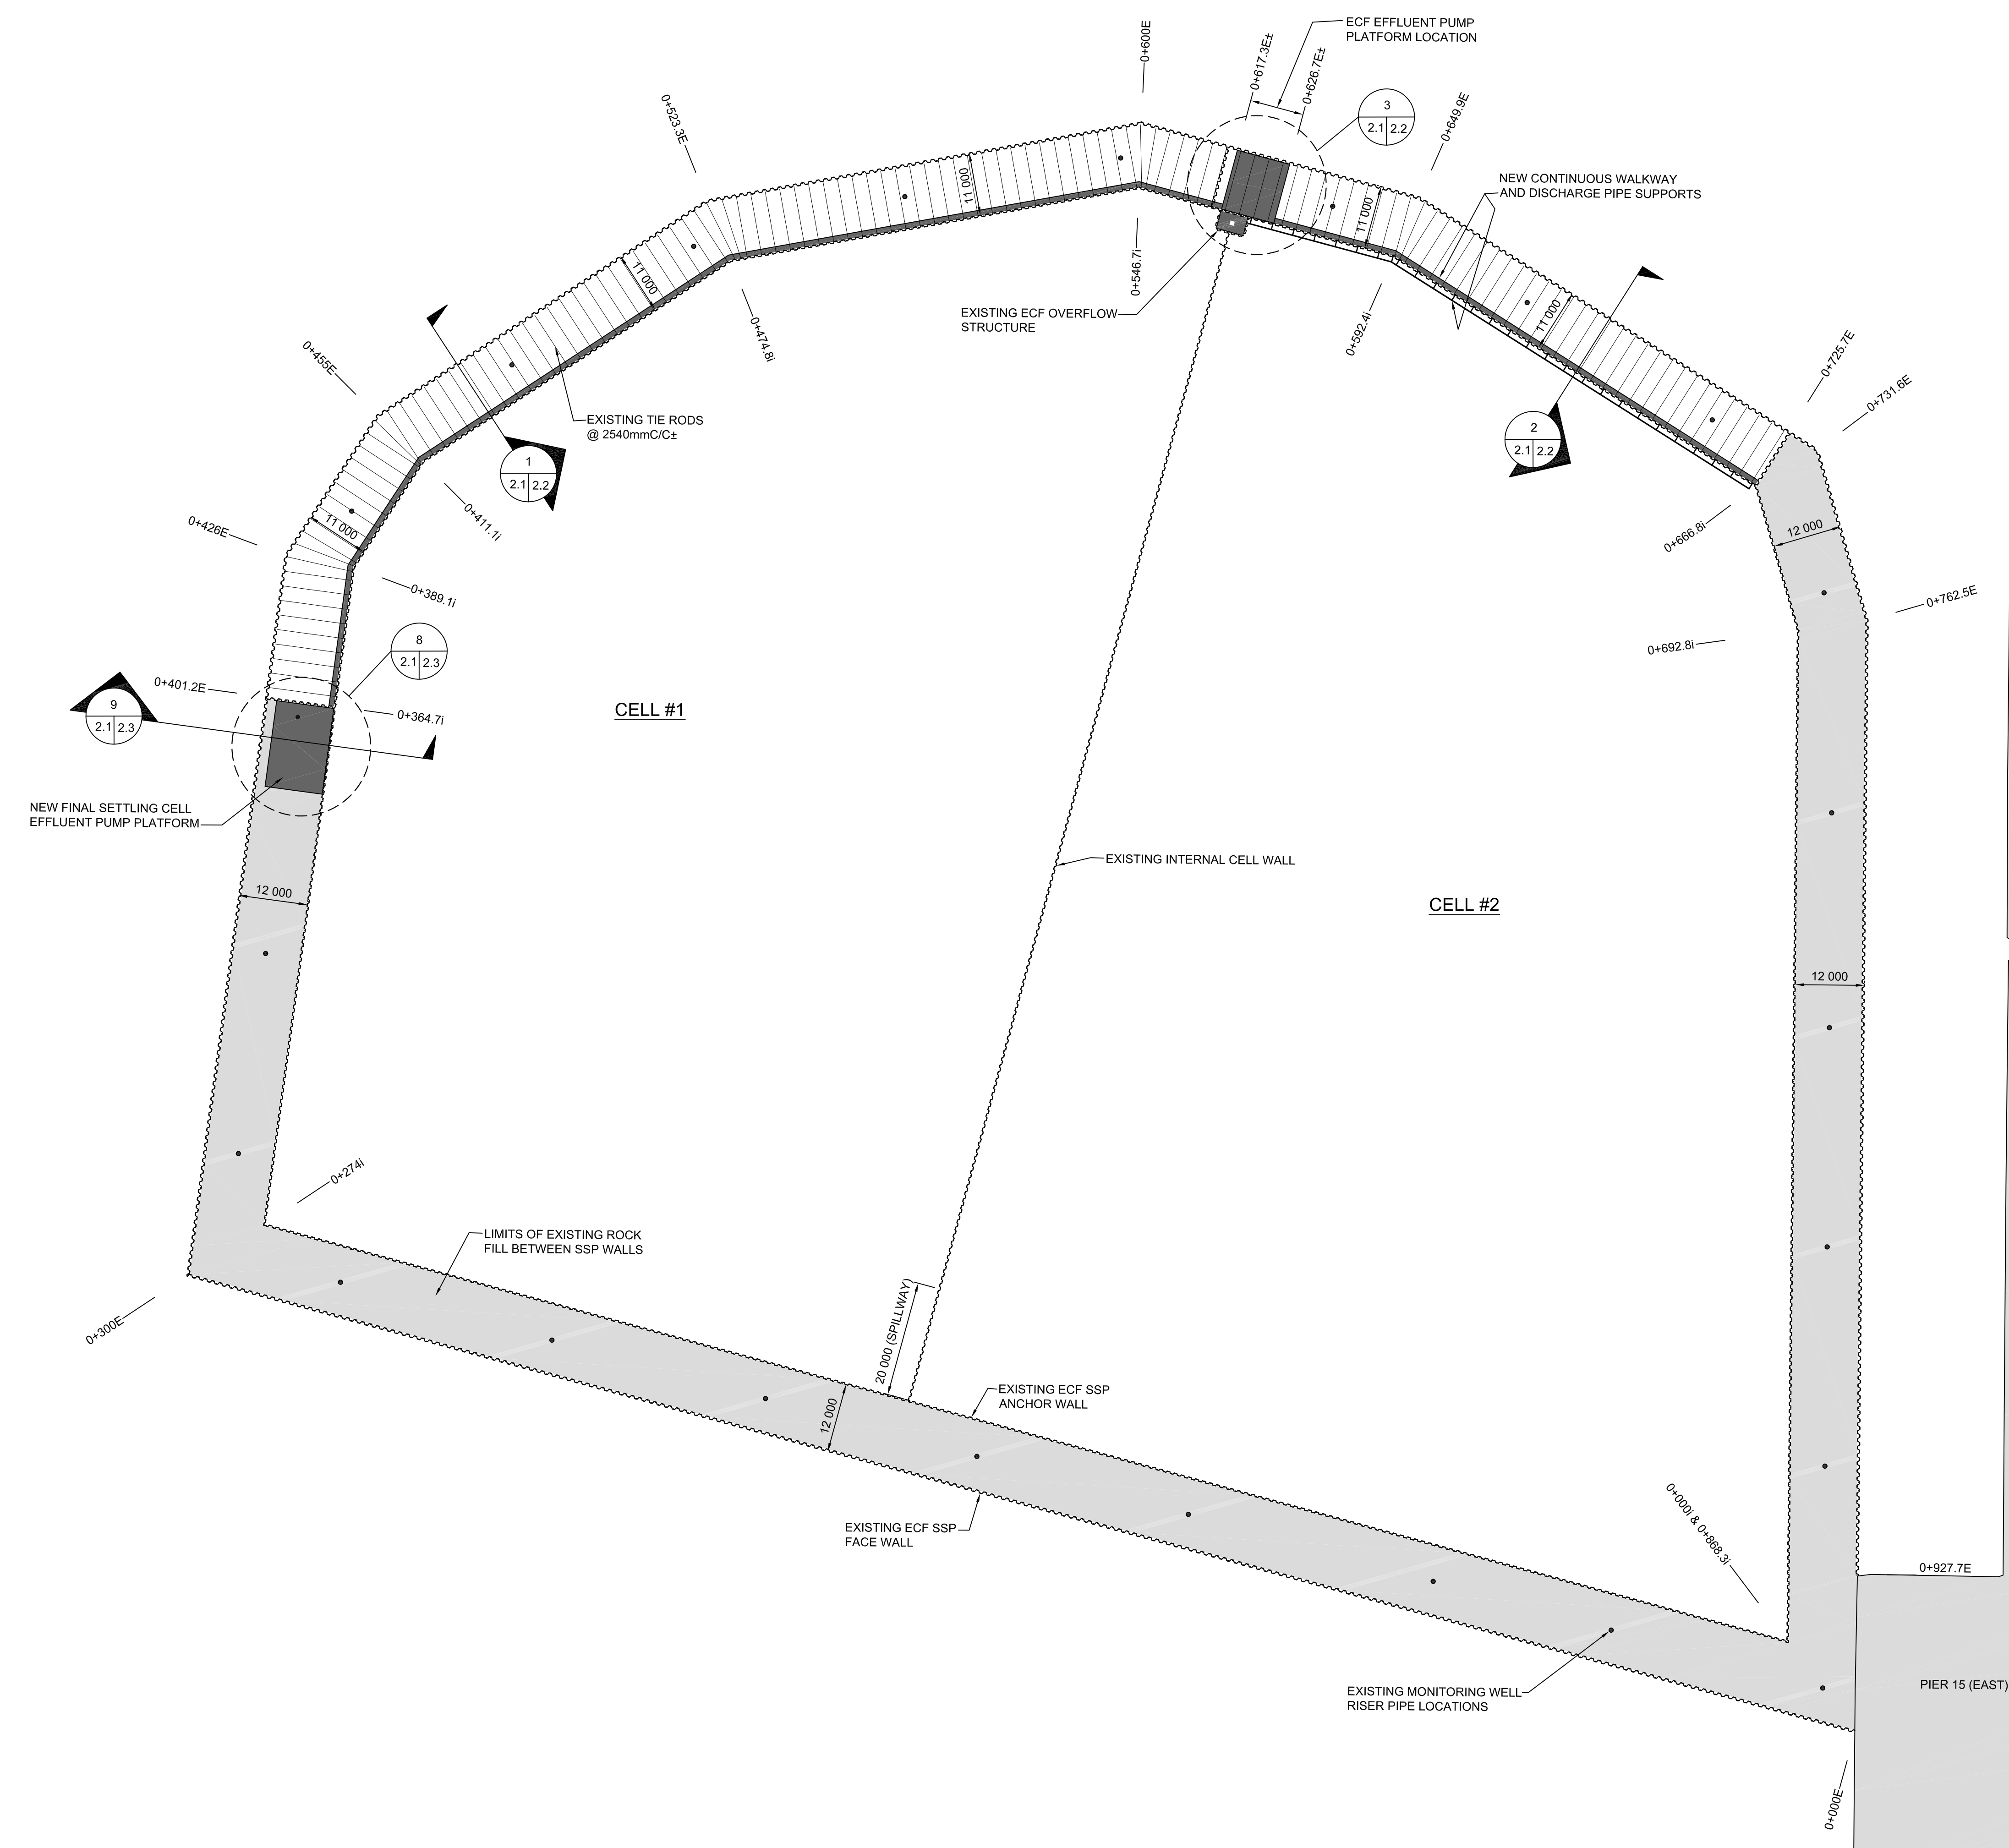 ECF EFFLUENT PUMP
PLATFORM LOCATION
0+600E
0+617.3E±
0+626.7E±
3
2.1 2.2
0+649.9E
0+523.3E
11 000
NEW CONTINUOUS WALKWAY
AND DISCHARGE PIPE SUPPORTS
11 000
11 000
0+546.7i
EXISTING ECF OVERFLOW
STRUCTURE
0+592.4i
11 000
0+474.8i
0+455E
0+725.7E
0+731.6E
EXISTING TIE RODS
@ 2540mmC/C±
1
2.1 2.2
2
2.1 2.2
0+426E
11 000
0+411.1i
0+666.8i
12 000
0+389.1i
0+762.5E
8
2.1 2.3
0+692.8i
0+401.2E
9
2.1 2.3
0+364.7i
CELL #1
NEW FINAL SETTLING CELL
EFFLUENT PUMP PLATFORM
EXISTING INTERNAL CELL WALL
12 000
CELL #2
12 000
0+274i
LIMITS OF EXISTING ROCK
FILL BETWEEN SSP WALLS
0+300E
20 000 (SPILLWAY)
EXISTING ECF SSP
ANCHOR WALL
12 000
EXISTING ECF SSP
FACE WALL
0+000i & 0+868.3i
0+927.7E
EXISTING MONITORING WELL
RISER PIPE LOCATIONS
PIER 15 (EAST)
0+000E